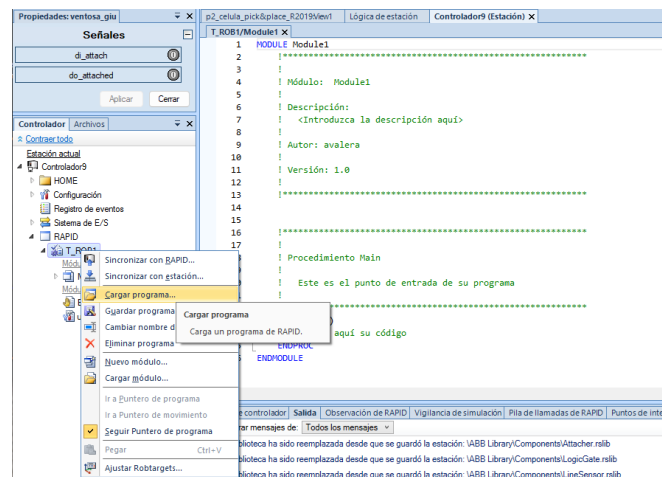 Propiedades: ventosa_giu
Señales
di_attach
do_attached
Aplicar Cerrar
Controlador Archivos
Contraer todo
Estación actual
Controlador9
HOME
Configuración
Registro de eventos
Sistema de E/S
RAPID
T_ROB1
Sincronizar con RAPID...
Sincronizar con estación...
Cargar programa...
Guardar programa
Cambiar nombre d
Eliminar programa
Nuevo módulo...
Cargar módulo...
Ir a Puntero de programa
Ir a Puntero de movimiento
Seguir Puntero de programa
Pegar Ctrl+V
Ajustar Robtargets...
Cargar programa
Carga un programa de RAPID.
p2_celula_pick&place_R2019:View1 Lógica de estación Controlador9 (Estación)
T_ROB1/Module1
1 MODULE Module1
2 !***********************************************************
3 !
4 ! Módulo: Module1
5 !
6 ! Descripción:
7 ! <Introduzca la descripción aquí>
8 !
9 ! Autor: avalera
10 !
11 ! Versión: 1.0
12 !
13 !***********************************************************
14
15
16 !***********************************************************
17 !
! Procedimiento Main
!
! Este es el punto de entrada de su programa
!
***********************************************
aquí su código
ENDPROC
ENDMODULE
controlador Salida Observación de RAPID Vigilancia de simulación Pila de llamadas de RAPID Puntos de inte
rar mensajes de: Todos los mensajes
blioteca ha sido reemplazada desde que se guardó la estación: \ABB Library\Components\Attacher.rslib
blioteca ha sido reemplazada desde que se guardó la estación: \ABB Library\Components\LogicGate.rslib
blioteca ha sido reemplazada desde que se guardó la estación: \ABB Library\Components\LineSensor.rslib